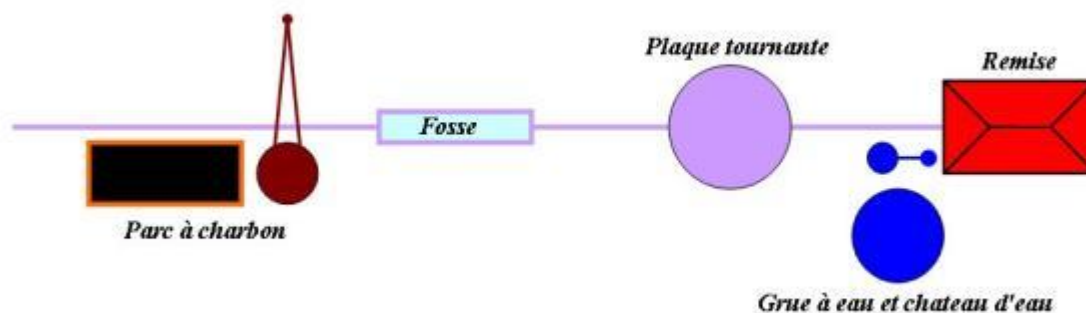 Plaque tournante
Remise
Fosse
Parc à charbon
Grue à eau et chateau d'eau